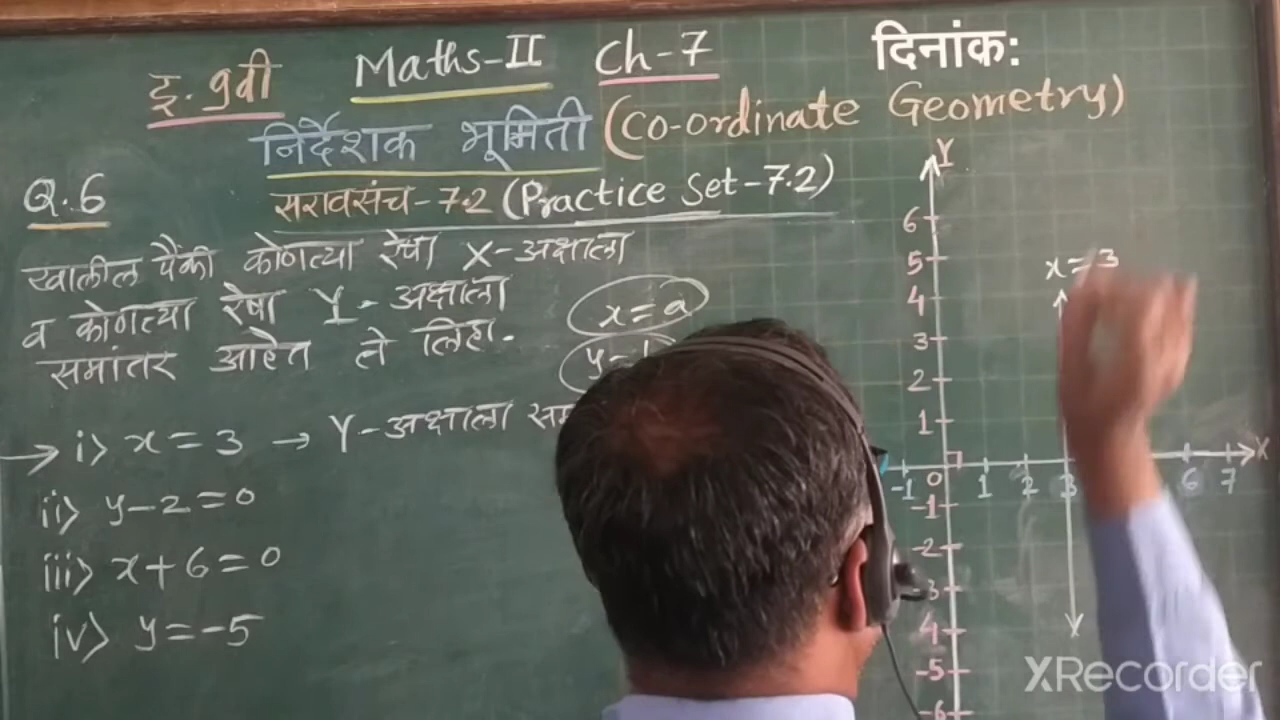 इ. 9वी Maths-II Ch-7 दिनांक:
निर्देशक भूमिती (Co-ordinate Geometry)
Q.6 सरावसंच-7.2 (Practice Set-7.2)
खालील पैकी कोणत्या रेषा X-अक्षाला
व कोणत्या रेषा Y-अक्षाला
समांतर आहेत ते लिहा.
x=a
→ i> x=3 → Y-अक्षाला
ii> y-2=0
iii> x+6=0
iv> y=-5
Y
6
5
x=3
4
3
2
1
X
-1 0 1 2 3 6 7
-1
-2
3
4
-5
-6
XRecorder